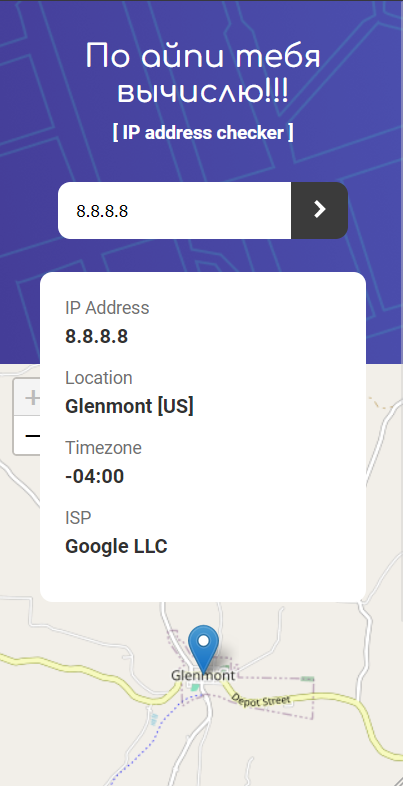 По айпи тебя
вычислю!!!
[ IP address checker ]
8.8.8.8
IP Address
8.8.8.8
Location
Glenmont [US]
Timezone
-04:00
ISP
Google LLC
Glenmont
Depot Street